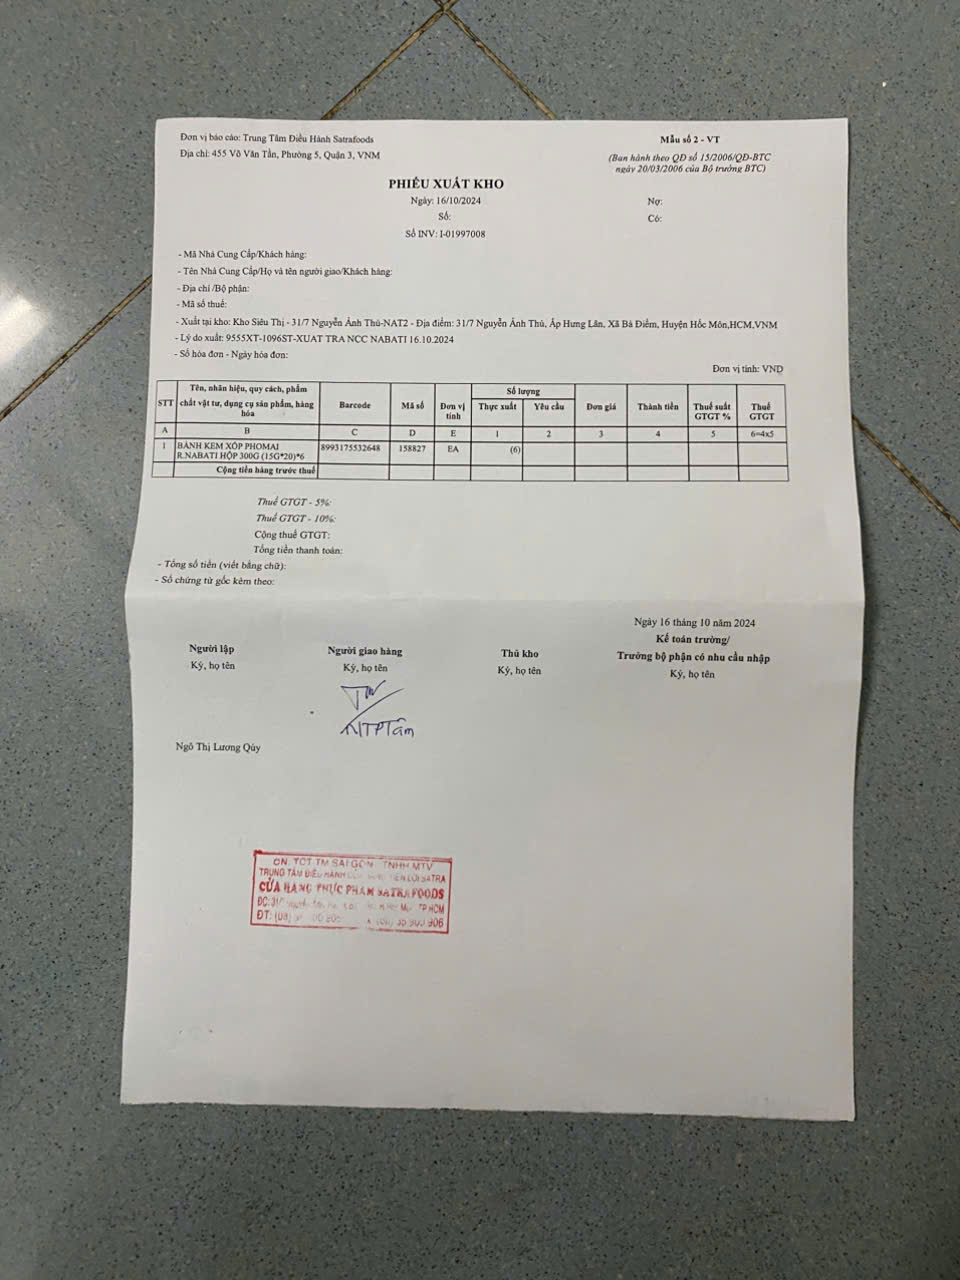 Đơn vị báo cáo: Trung Tâm Điều Hành Satrafoods
Địa chỉ: 455 Võ Văn Tần, Phường 5, Quận 3, VNM
Mẫu số 2 - VT
(Ban hành theo QĐ số 15/2006/QĐ-BTC
ngày 20/03/2006 của Bộ trưởng BTC)
PHIẾU XUẤT KHO
Ngày: 16/10/2024
Số:
Số INV: I-01997008
Nợ:
Có:
- Mã Nhà Cung Cấp/Khách hàng:
- Tên Nhà Cung Cấp/Họ và tên người giao/Khách hàng:
- Địa chỉ /Bộ phận:
- Mã số thuế:
- Xuất tại kho: Kho Siêu Thị - 31/7 Nguyễn Ảnh Thủ-NAT2 - Địa điểm: 31/7 Nguyễn Ảnh Thủ, Ấp Hưng Lân, Xã Bà Điểm, Huyện Hốc Môn,HCM,VNM
- Lý do xuất: 9555XT-1096ST-XUAT TRA NCC NABATI 16.10.2024
- Số hóa đơn - Ngày hóa đơn:
Đơn vị tính: VND
STT Tên, nhãn hiệu, quy cách, phẩm chất vật tư, dụng cụ sản phẩm, hàng hóa Barcode Mã số Đơn vị tính Số lượng Thực xuất Yêu cầu Đơn giá Thành tiền Thuế suất GTGT % Thuế GTGT
A B C D E 1 2 3 4 5 6=4x5
1 BÁNH KEM XỐP PHOMAI R.NABATI HỘP 300G (15G*20)*6 8993175532648 158827 EA (6)
Cộng tiền hàng trước thuế
Thuế GTGT - 5%:
Thuế GTGT - 10%:
Cộng thuế GTGT:
Tổng tiền thanh toán:
- Tổng số tiền (viết bằng chữ):
- Số chứng từ gốc kèm theo:
Ngày 16 tháng 10 năm 2024
Người lập
Ký, họ tên
Người giao hàng
Ký, họ tên
Thủ kho
Ký, họ tên
Kế toán trưởng/
Trưởng bộ phận có nhu cầu nhập
Ký, họ tên
NTPTâm
Ngô Thị Lương Qúy
CN. TCT TM SAI GON TNHH MTV
TRUNG TÂM ĐIỀU HÀNH LỢI SATRA
CỬA HÀNG THỰC PHẨM SATRAFOODS
ĐC: TP HCM
ĐT: (08)